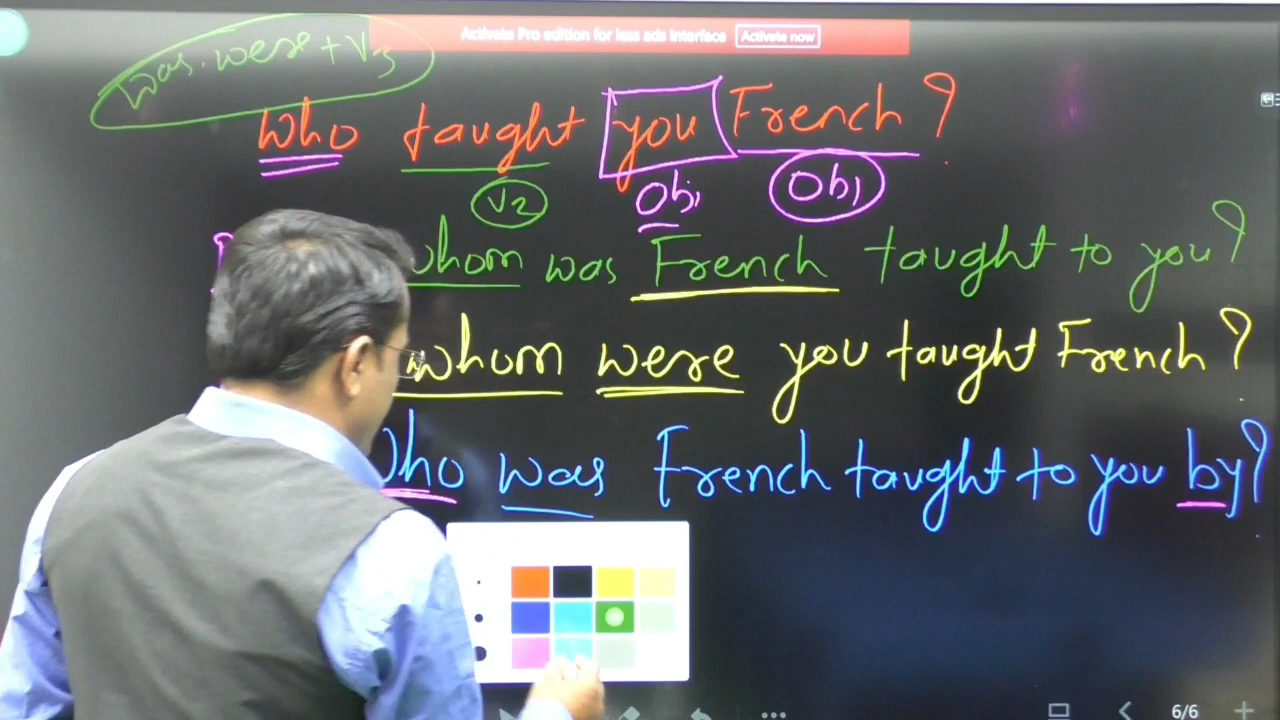 Activate Pro edition for less ads interface Activate now
was.were + V3
Who taught you French?
V2 Obj Obj
whom was French taught to you?
whom were you taught French?
Who was French taught to you by?
6/6